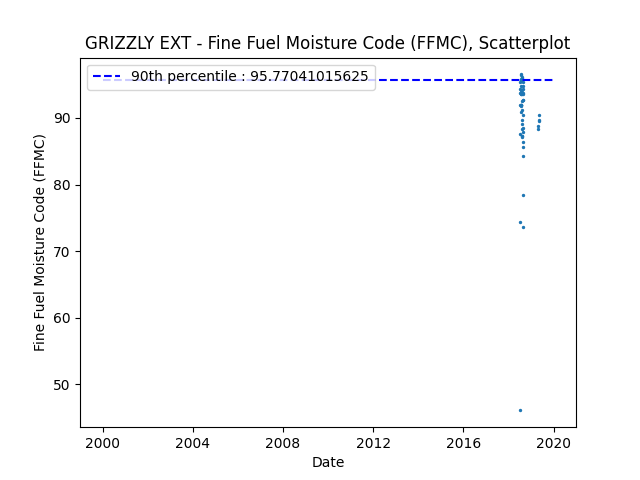 GRIZZLY EXT - Fine Fuel Moisture Code (FFMC), Scatterplot
90th percentile : 95.77041015625
Fine Fuel Moisture Code (FFMC)
90
80
70
60
50
2000 2004 2008 2012 2016 2020
Date